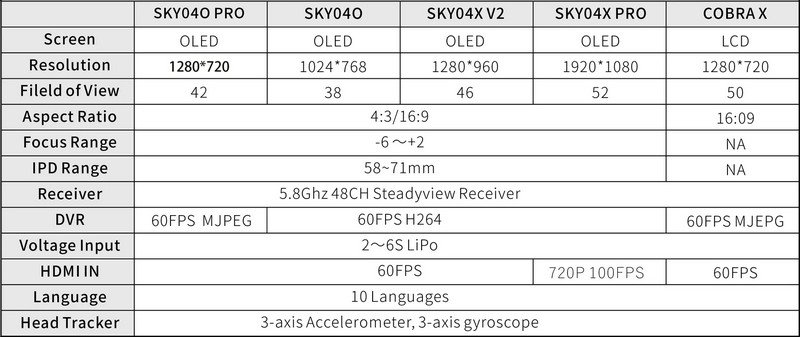 SKY04O PRO SKY04O SKY04X V2 SKY04X PRO COBRA X
Screen OLED OLED OLED OLED LCD
Resolution 1280*720 1024*768 1280*960 1920*1080 1280*720
Fileld of View 42 38 46 52 50
Aspect Ratio 4:3/16:9 16:09
Focus Range -6～+2 NA
IPD Range 58~71mm NA
Receiver 5.8Ghz 48CH Steadyview Receiver
DVR 60FPS MJPEG 60FPS H264 60FPS MJEPG
Voltage Input 2～6S LiPo
HDMI IN 60FPS 720P 100FPS 60FPS
Language 10 Languages
Head Tracker 3-axis Accelerometer, 3-axis gyroscope